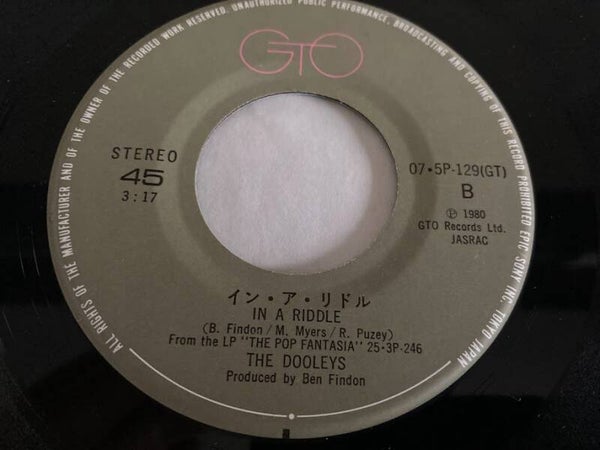 ALL RIGHTS OF THE MANUFACTURER AND OF THE OWNER OF THE RECORDED WORK RESERVED. UNAUTHORIZED PUBLIC PERFORMANCE, BROADCASTING AND COPYING OF THIS RECORD PROHIBITED EPIC SONY INC. TOKYO JAPAN
GTO
STEREO
45
3:17
07・5P-129(GT)
B
Ⓟ 1980
GTO Records Ltd.
JASRAC
イン・ア・リドル
IN A RIDDLE
(B. Findon/M. Myers/R. Puzey)
From the LP "THE POP FANTASIA" 25・3P-246
THE DOOLEYS
Produced by Ben Findon